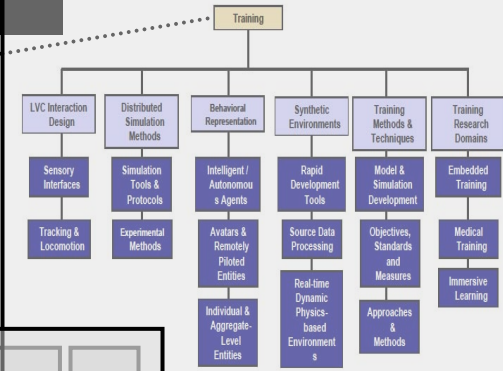 Training
LVC Interaction
Design
Distributed
Simulation
Methods
Behavioral
Representation
Synthetic
Environments
Training
Methods &
Techniques
Training
Research
Domains
Sensory
Interfaces
Simulation
Tools &
Protocols
Intelligent /
Autonomou
s Agents
Rapid
Development
Tools
Model &
Simulation
Development
Embedded
Training
Tracking &
Locomotion
Experimental
Methods
Avatars &
Remotely
Piloted
Entities
Source Data
Processing
Objectives,
Standards
and
Measures
Medical
Training
Individual &
Aggregate-
Level
Entities
Real-time
Dynamic
Physics-
based
Environment
s
Approaches
&
Methods
Immersive
Learning